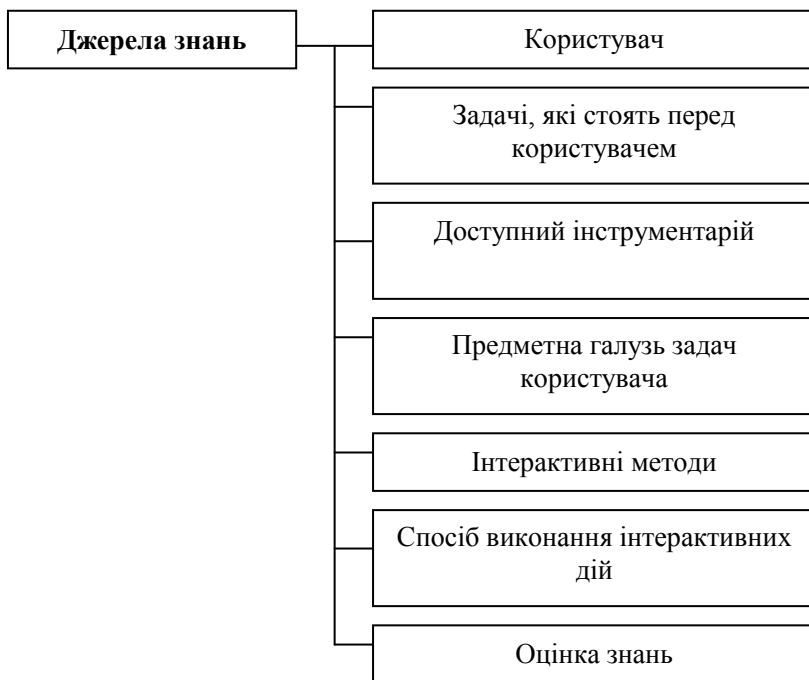 Джерела знань
Користувач
Задачі, які стоять перед
користувачем
Доступний інструментарій
Предметна галузь задач
користувача
Інтерактивні методи
Спосіб виконання інтерактивних
дій
Оцінка знань